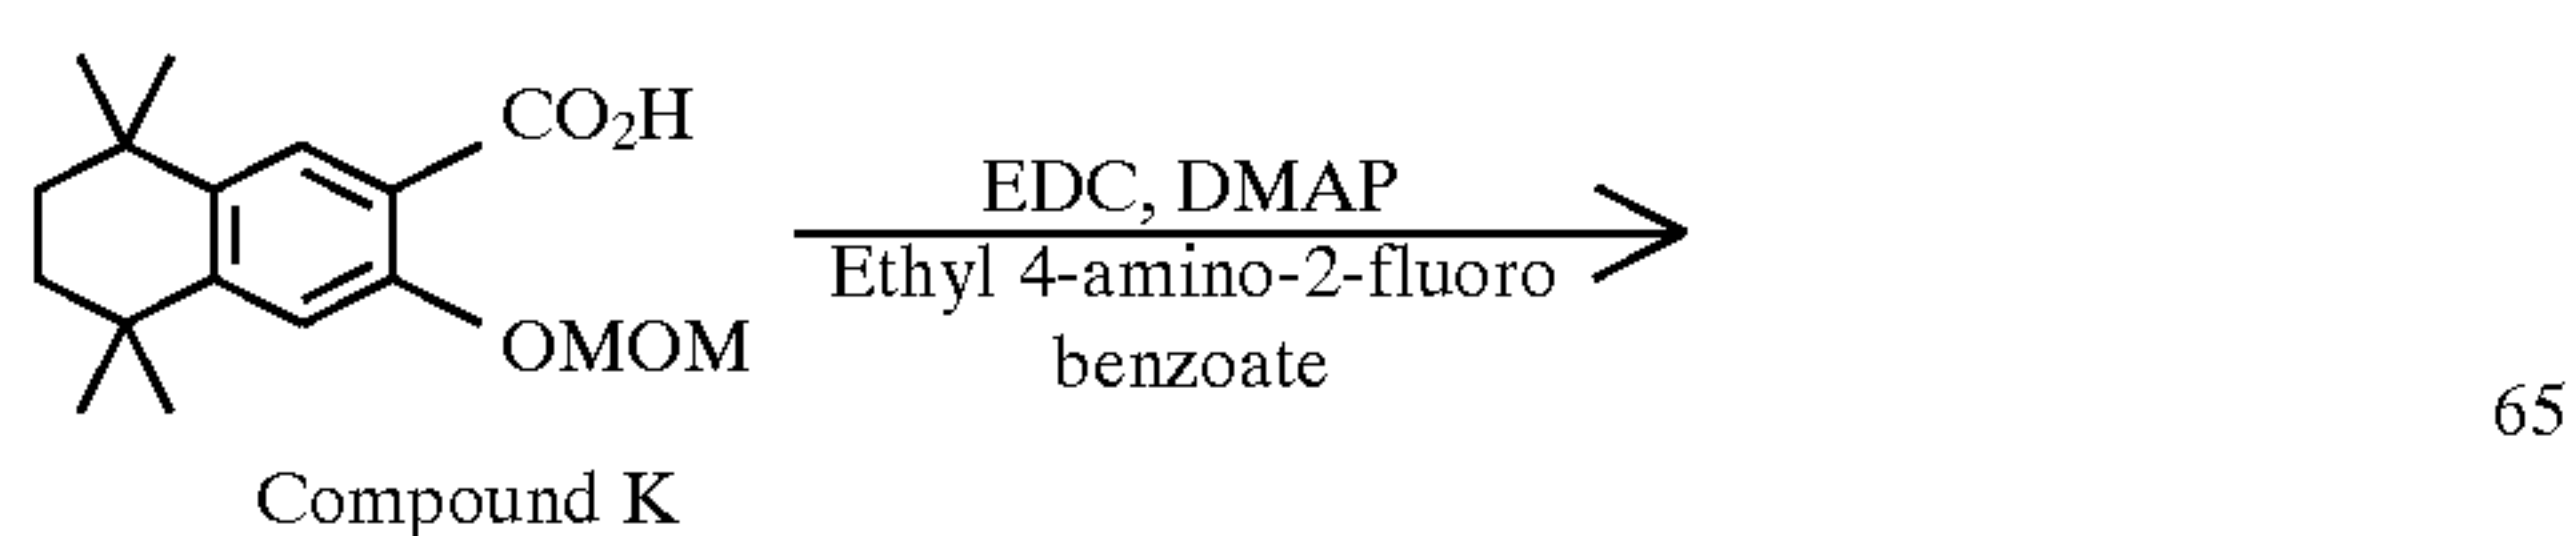 CO₂H
EDC, DMAP
Ethyl 4-amino-2-fluoro
benzoate
OMOM
65
Compound K